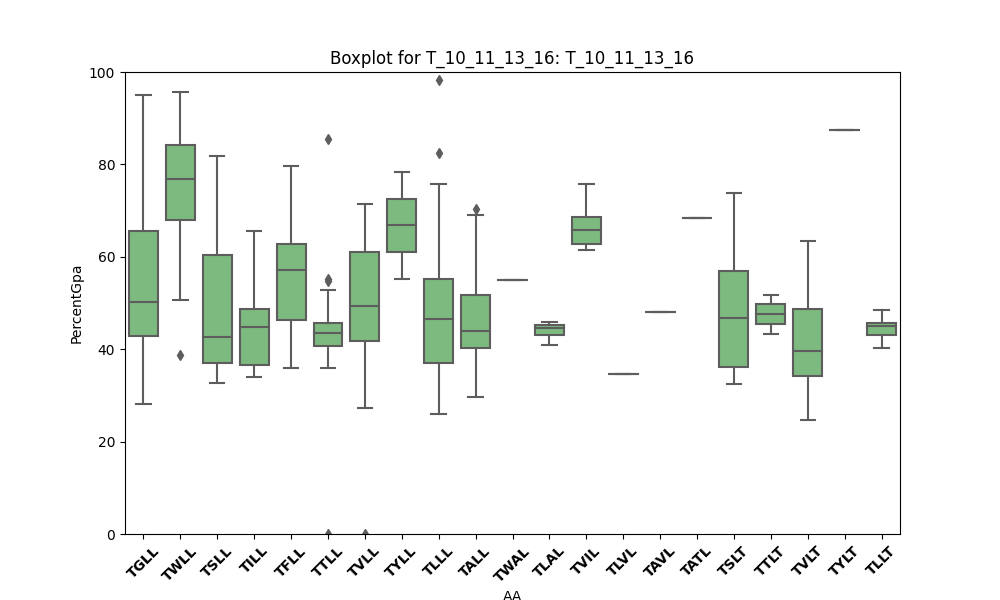 Boxplot for T_10_11_13_16: T_10_11_13_16
PercentGpa
100
80
60
40
20
0
TGLL TWLL TSLL TILL TFLL TTLL TVLL TYLL TLLL TALL TWAL TLAL TVIL TLVL TAVL TATL TSLT TTLT TVLT TYLT TLLT
AA